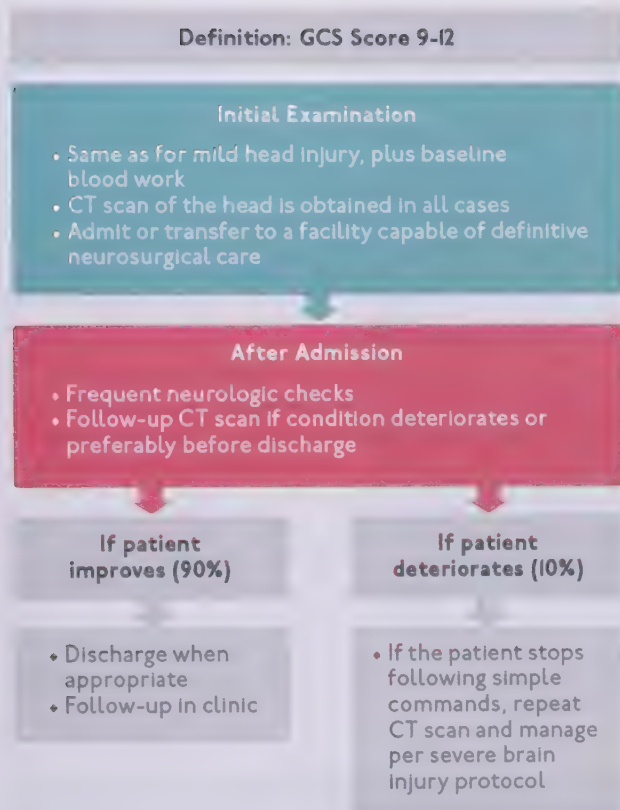 Definition: GCS Score 9-12
Initial Examination
• Same as for mild head injury, plus baseline
blood work
• CT scan of the head is obtained in all cases
• Admit or transfer to a facility capable of definitive
neurosurgical care
After Admission
• Frequent neurologic checks
• Follow-up CT scan if condition deteriorates or
preferably before discharge
If patient
improves (90%)
• Discharge when
appropriate
• Follow-up in clinic
If patient
deteriorates (10%)
• If the patient stops
following simple
commands, repeat
CT scan and manage
per severe brain
injury protocol